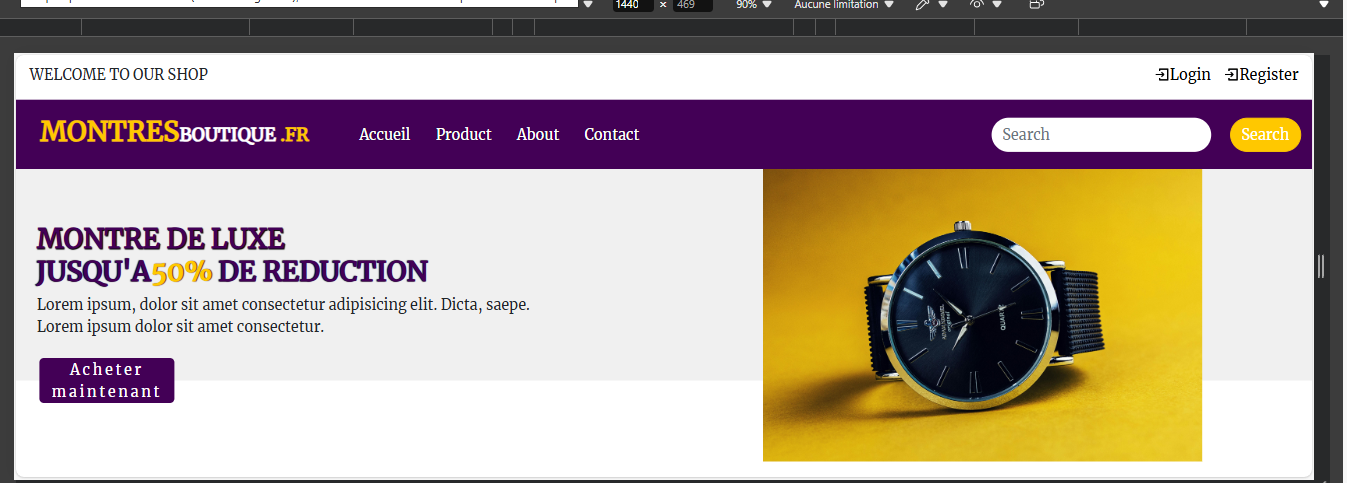 1440 × 469 90% Aucune limitation
WELCOME TO OUR SHOP
Login Register
MONTRESBOUTIQUE .FR Accueil Product About Contact Search Search
MONTRE DE LUXE
JUSQU'A50% DE REDUCTION
Lorem ipsum, dolor sit amet consectetur adipisicing elit. Dicta, saepe.
Lorem ipsum dolor sit amet consectetur.
Acheter
maintenant
QUARTZ